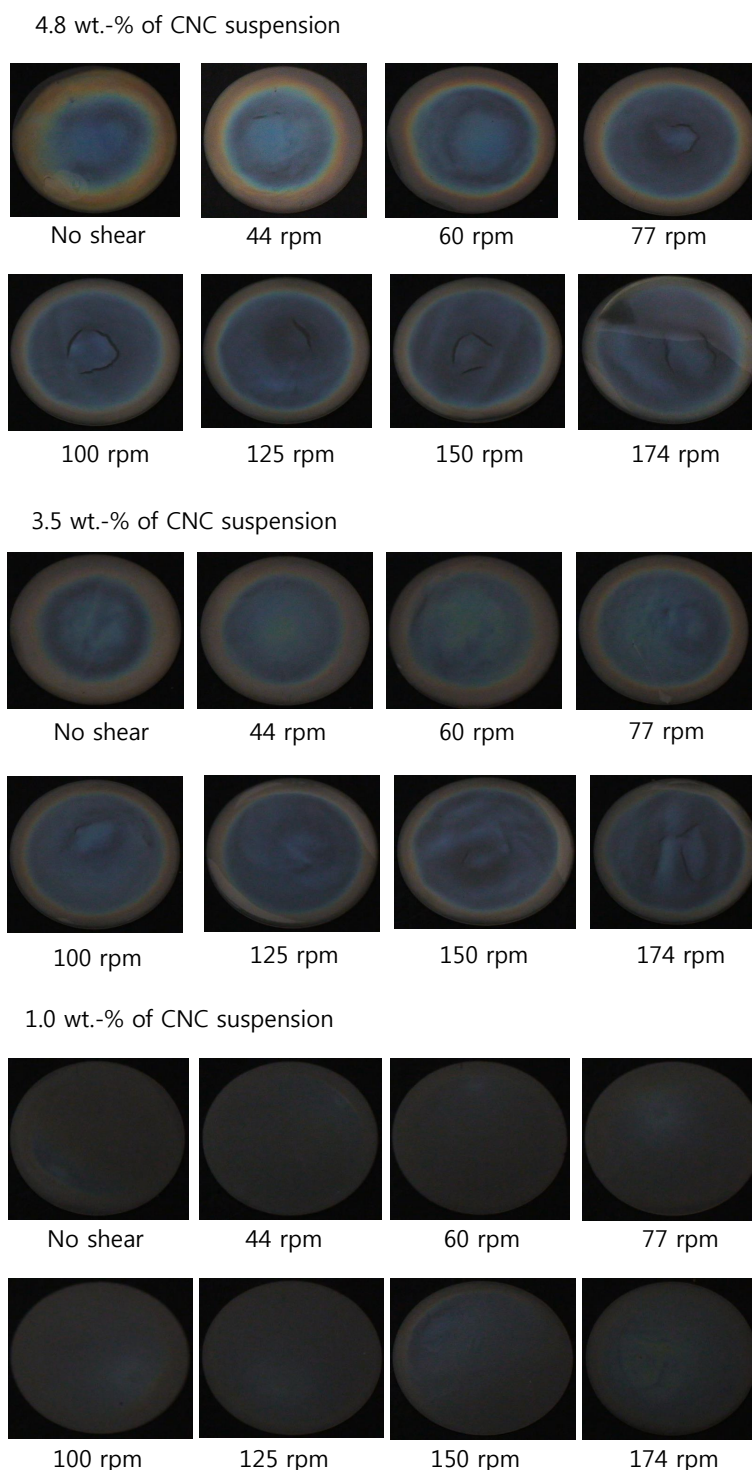 4.8 wt.-% of CNC suspension
No shear 44 rpm 60 rpm 77 rpm
100 rpm 125 rpm 150 rpm 174 rpm
3.5 wt.-% of CNC suspension
No shear 44 rpm 60 rpm 77 rpm
100 rpm 125 rpm 150 rpm 174 rpm
1.0 wt.-% of CNC suspension
No shear 44 rpm 60 rpm 77 rpm
100 rpm 125 rpm 150 rpm 174 rpm